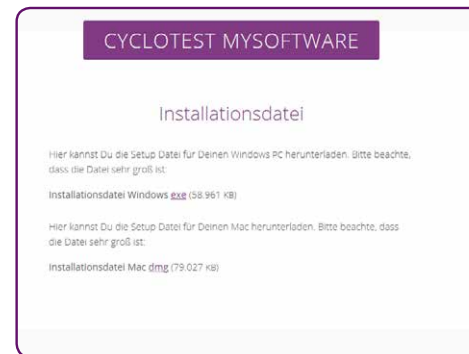 CYCLOTEST MYSOFTWARE
Installationsdatei
Hier kannst Du die Setup Datei für Deinen Windows PC herunterladen. Bitte beachte,
dass die Datei sehr groß ist:
Installationsdatei Windows exe (58.961 KB)
Hier kannst Du die Setup Datei für Deinen Mac herunterladen. Bitte beachte, dass
die Datei sehr groß ist:
Installationsdatei Mac dmg (79.027 KB)